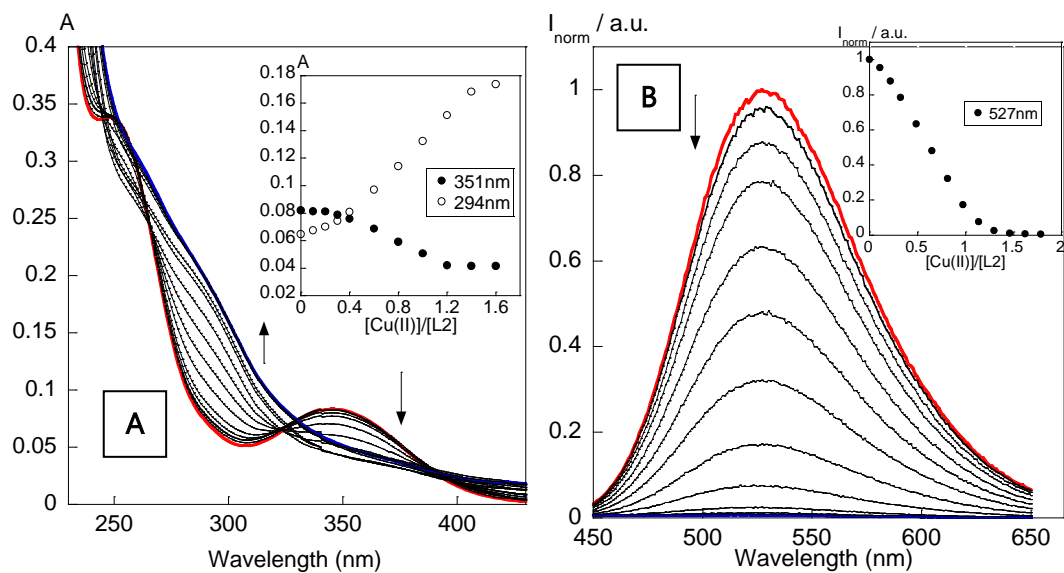 A
0.4
0.35
0.3
0.25
0.2
0.15
0.1
0.05
0
250 300 350 400
Wavelength (nm)
A
A
0.18
0.16
0.13
0.11
0.08
0.06
0.04
0.02
0 0.4 0.8 1.2 1.6
[Cu(II)]/[L2]
351nm
294nm
I norm / a.u.
1
0.8
0.6
0.4
0.2
0
450 500 550 600 650
Wavelength (nm)
B
I norm / a.u.
1
0.8
0.6
0.4
0.2
0
0 0.5 1 1.5 2
[Cu(II)]/[L2]
527nm